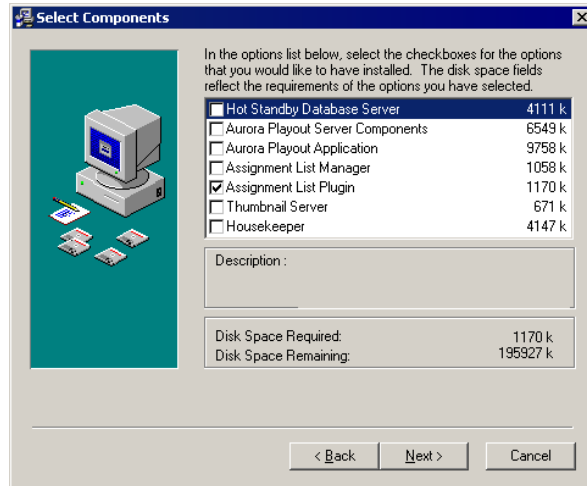 Select Components
In the options list below, select the checkboxes for the options
that you would like to have installed. The disk space fields
reflect the requirements of the options you have selected.
Hot Standby Database Server 4111 k
Aurora Playout Server Components 6549 k
Aurora Playout Application 9758 k
Assignment List Manager 1058 k
Assignment List Plugin 1170 k
Thumbnail Server 671 k
Housekeeper 4147 k
Description :
Disk Space Required: 1170 k
Disk Space Remaining: 195927 k
< Back Next > Cancel